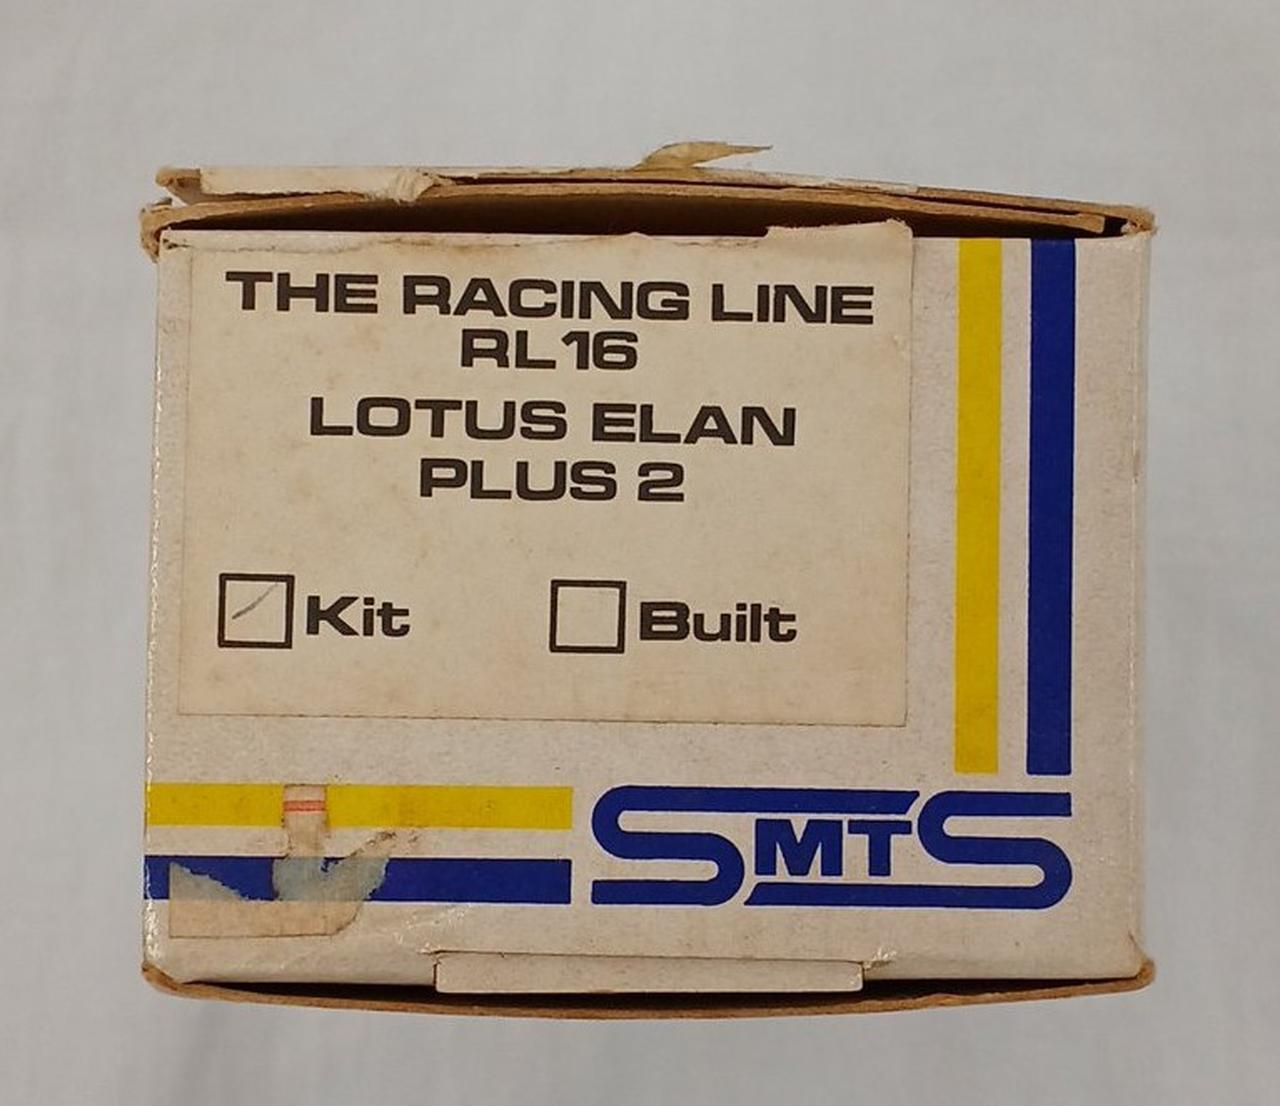 THE RACING LINE
RL16
LOTUS ELAN
PLUS 2
Kit Built
SMTS